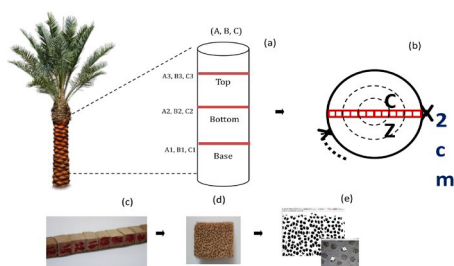 (A, B, C)
(a)
(b)
A3, B3, C3
Top
A2, B2, C2
Bottom
A1, B1, C1
Base
C
Z
2
c
m
(c)
(d)
(e)